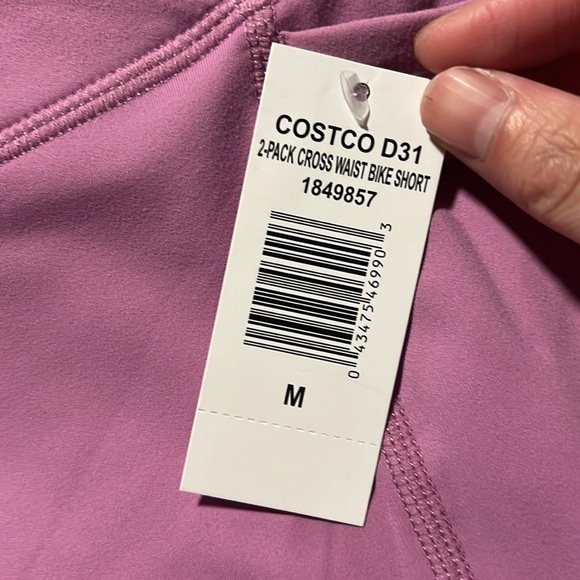 COSTCO D31
2-PACK CROSS WAIST BIKE SHORT
1849857
0 43475 46990 3
M